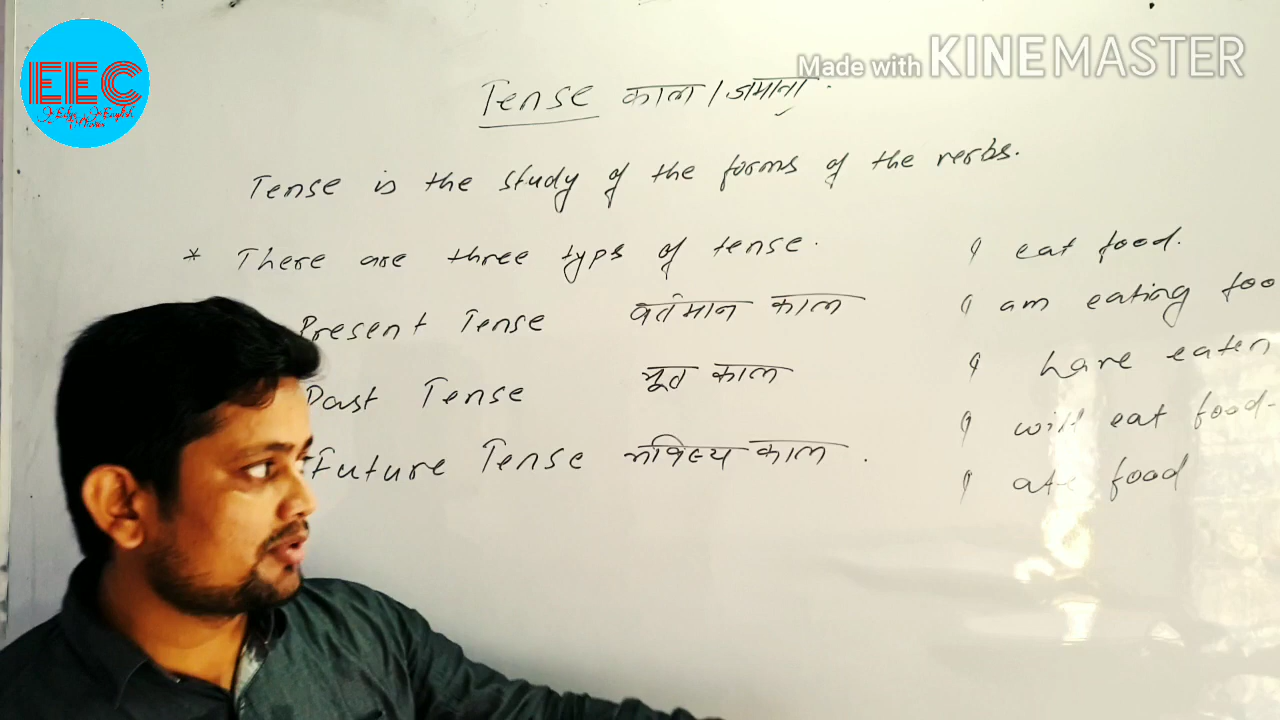 EEC
Made with KINEMASTER
Tense काल / जमाना
Tense is the study of the forms of the verbs.
* There are three typs of tense.
Present Tense वर्तमान काल
Past Tense भूत काल
Future Tense भविष्य काल .
I eat food.
I am eating foo
I have eaten
I will eat food.
I ate food